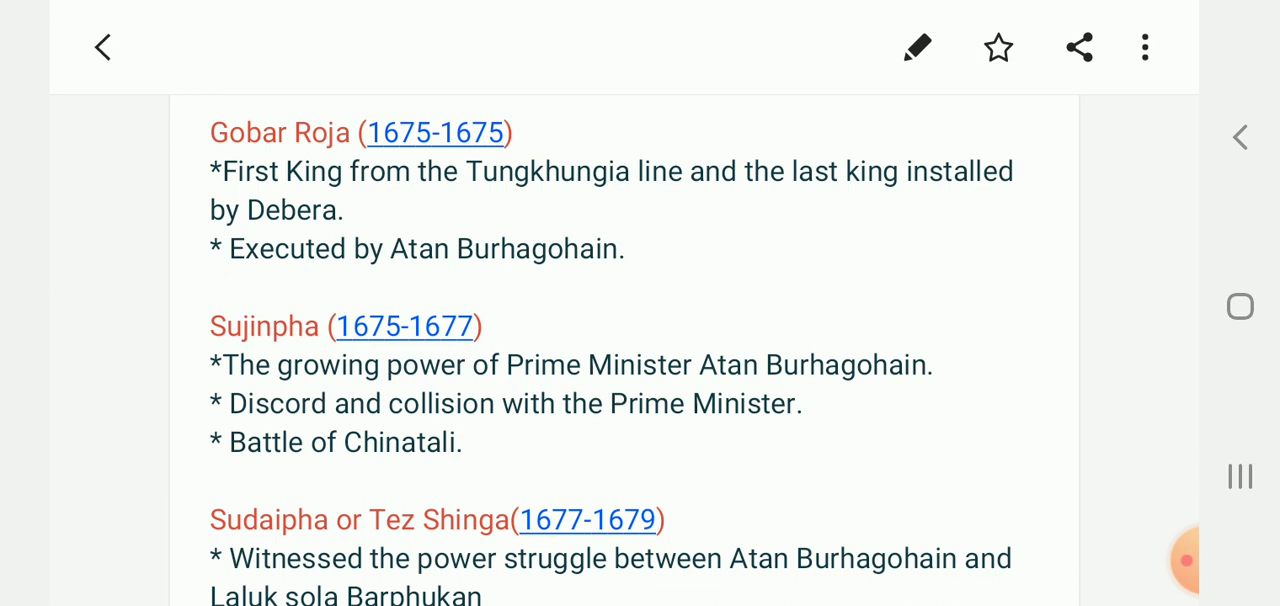 Gobar Roja (1675-1675)
*First King from the Tungkhungia line and the last king installed
by Debera.
* Executed by Atan Burhagohain.
Sujinpha (1675-1677)
*The growing power of Prime Minister Atan Burhagohain.
* Discord and collision with the Prime Minister.
* Battle of Chinatali.
Sudaipha or Tez Shinga(1677-1679)
* Witnessed the power struggle between Atan Burhagohain and
Laluk sola Barphukan